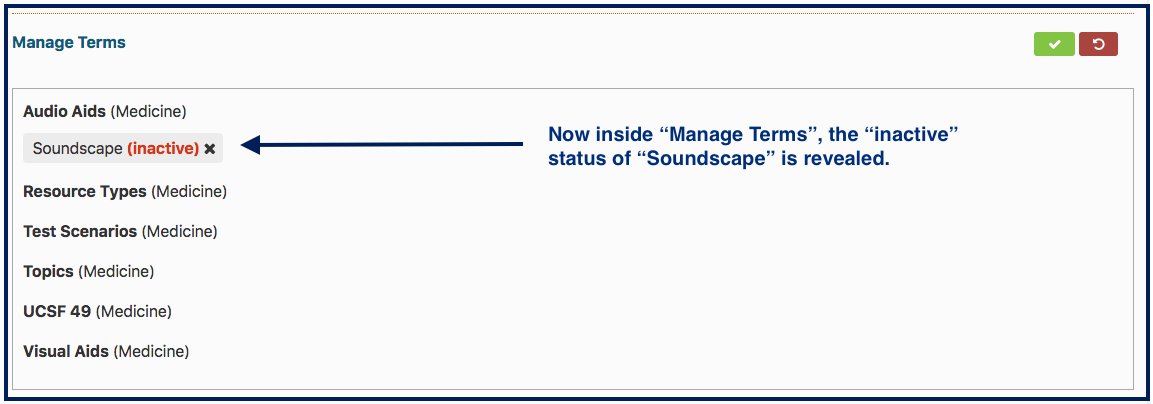 Manage Terms
Audio Aids (Medicine)
Soundscape (inactive) ✖
Now inside “Manage Terms”, the “inactive”
status of “Soundscape” is revealed.
Resource Types (Medicine)
Test Scenarios (Medicine)
Topics (Medicine)
UCSF 49 (Medicine)
Visual Aids (Medicine)